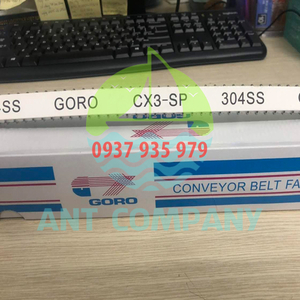 SS GORO CX3-SP 304SS
0937 935 979
GORO
CONVEYOR BELT FA
ANT COMPANY